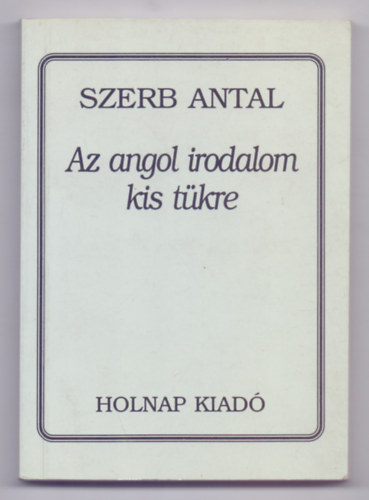 SZERB ANTAL
Az angol irodalom
kis tükre
HOLNAP KIADÓ